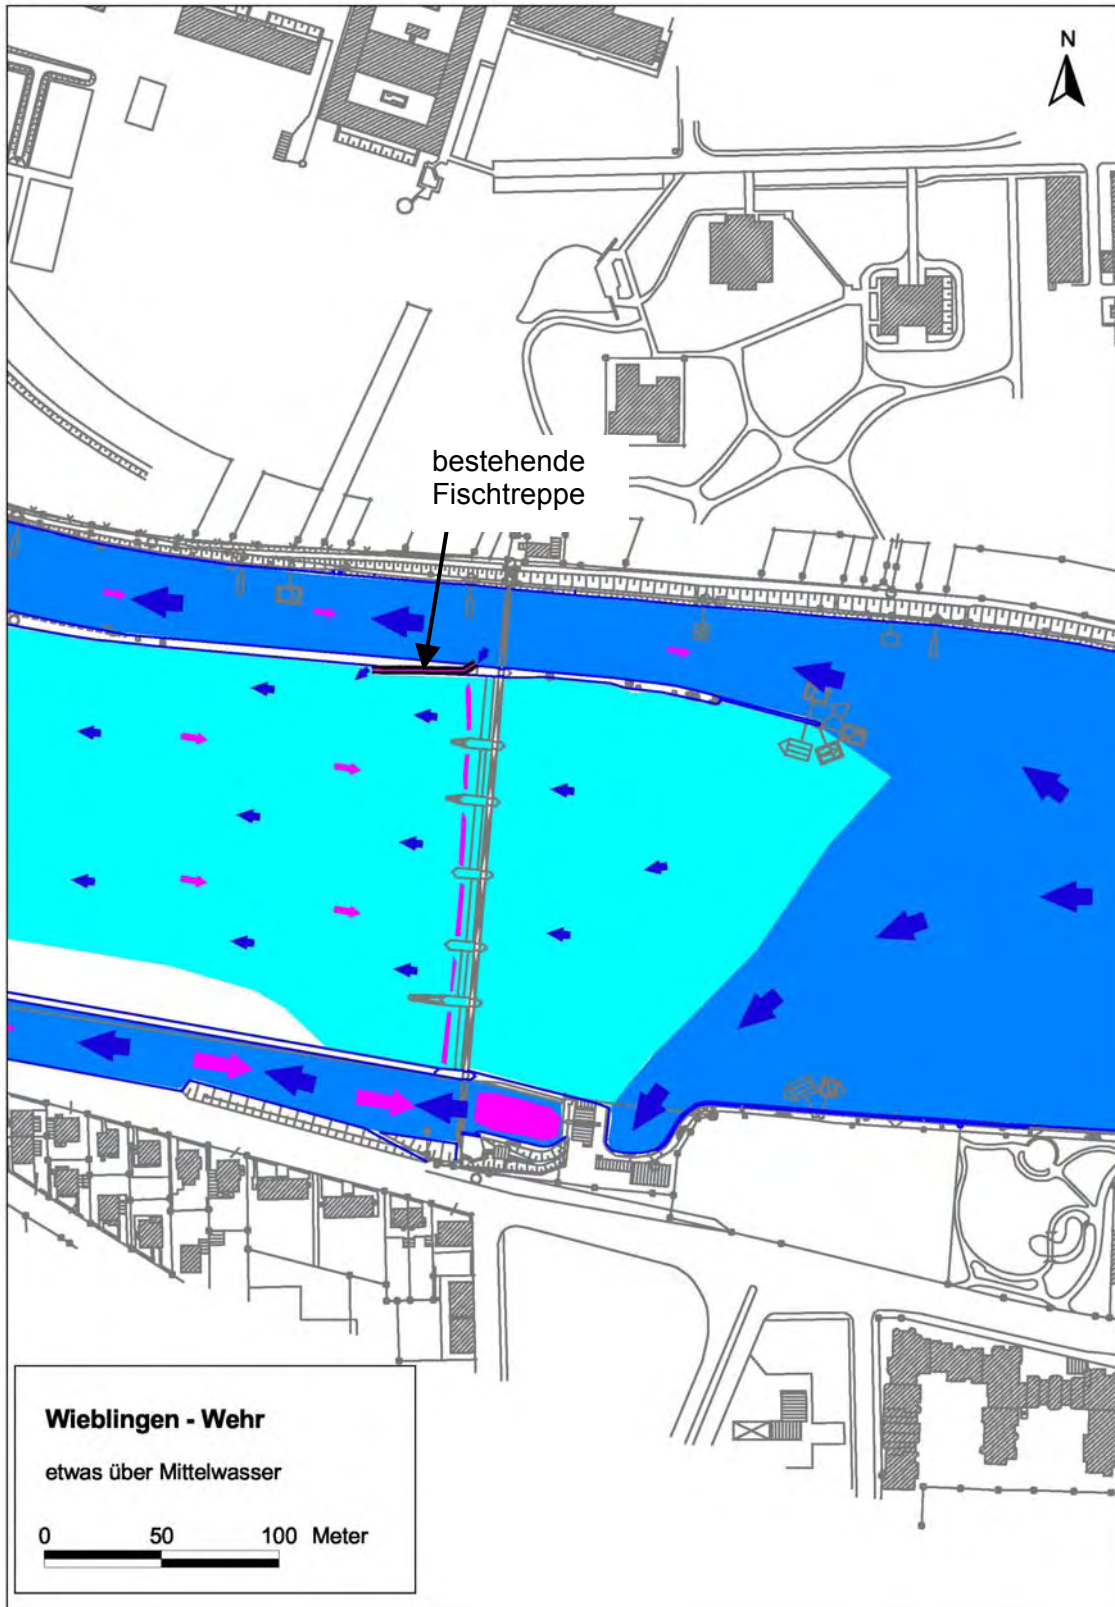 N
bestehende
Fischtreppe
Wieblingen - Wehr
etwas über Mittelwasser
0 50 100 Meter